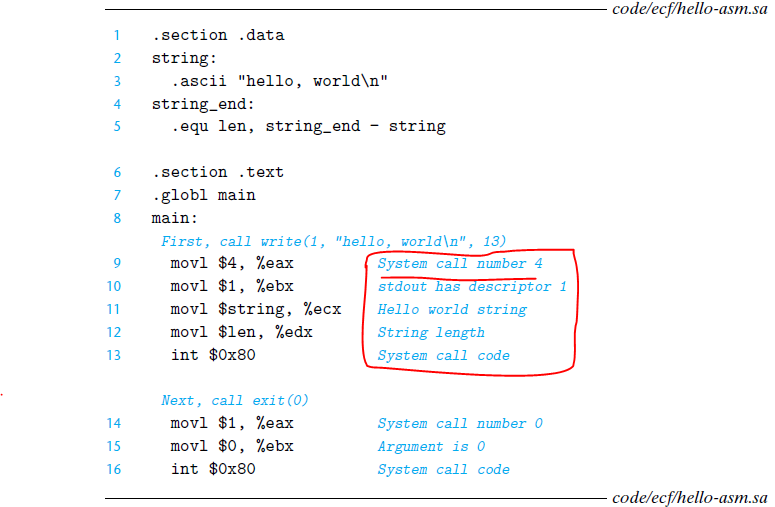 code/ecf/hello-asm.sa
1 .section .data
2 string:
3 .ascii "hello, world\n"
4 string_end:
5 .equ len, string_end - string
6 .section .text
7 .globl main
8 main:
First, call write(1, "hello, world\n", 13)
9 movl $4, %eax System call number 4
10 movl $1, %ebx stdout has descriptor 1
11 movl $string, %ecx Hello world string
12 movl $len, %edx String length
13 int $0x80 System call code
Next, call exit(0)
14 movl $1, %eax System call number 0
15 movl $0, %ebx Argument is 0
16 int $0x80 System call code
code/ecf/hello-asm.sa